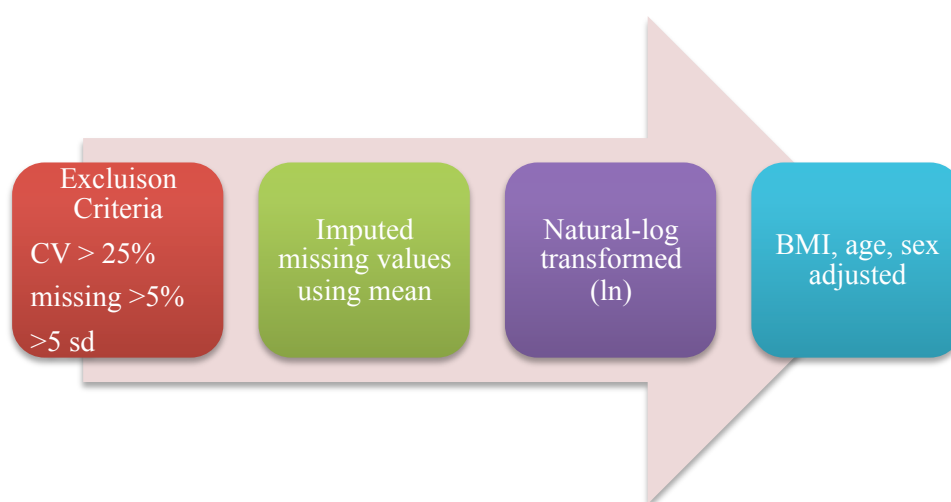 Excluison
Criteria
CV > 25%
missing >5%
>5 sd
Imputed
missing values
using mean
Natural-log
transformed
(ln)
BMI, age, sex
adjusted